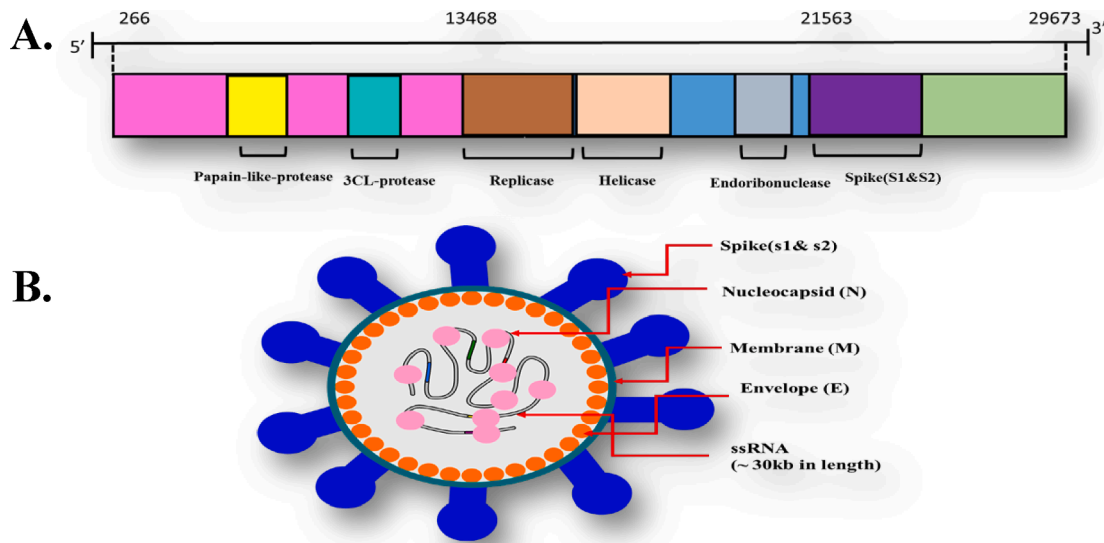 A.
266 13468 21563 29673
5′ 3′
Papain-like-protease 3CL-protease Replicase Helicase Endoribonuclease Spike(S1&S2)
B.
Spike(s1& s2)
Nucleocapsid (N)
Membrane (M)
Envelope (E)
ssRNA
(~ 30kb in length)